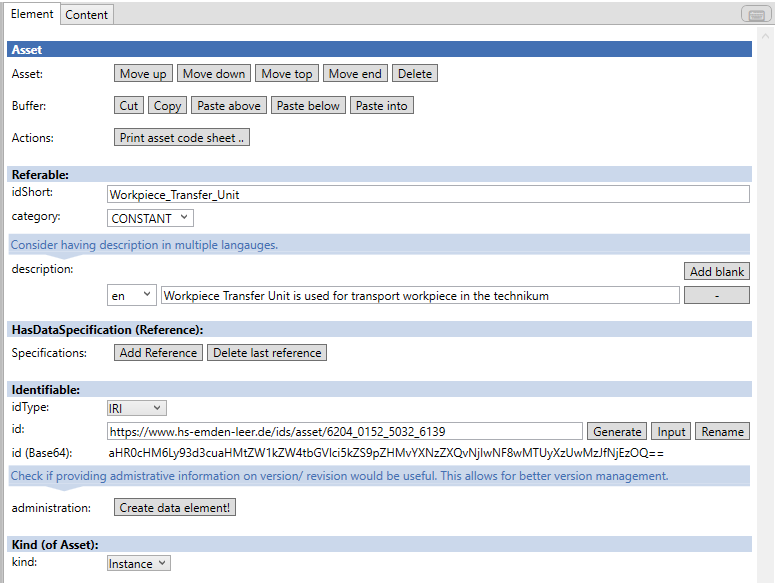 Element Content
Asset
Asset: Move up Move down Move top Move end Delete
Buffer: Cut Copy Paste above Paste below Paste into
Actions: Print asset code sheet ..
Referable:
idShort: Workpiece_Transfer_Unit
category: CONSTANT
Consider having description in multiple langauges.
description: Add blank
en Workpiece Transfer Unit is used for transport workpiece in the technikum -
HasDataSpecification (Reference):
Specifications: Add Reference Delete last reference
Identifiable:
idType: IRI
id: https://www.hs-emden-leer.de/ids/asset/6204_0152_5032_6139 Generate Input Rename
id (Base64): aHR0cHM6Ly93d3cuaHMtZW1kZW4tbGVlci5kZS9pZHMvYXNzZXQvNjIwNF8wMTUyXzUwMzJfNjEzOQ==
Check if providing admistrative information on version/ revision would be useful. This allows for better version management.
administration: Create data element!
Kind (of Asset):
kind: Instance